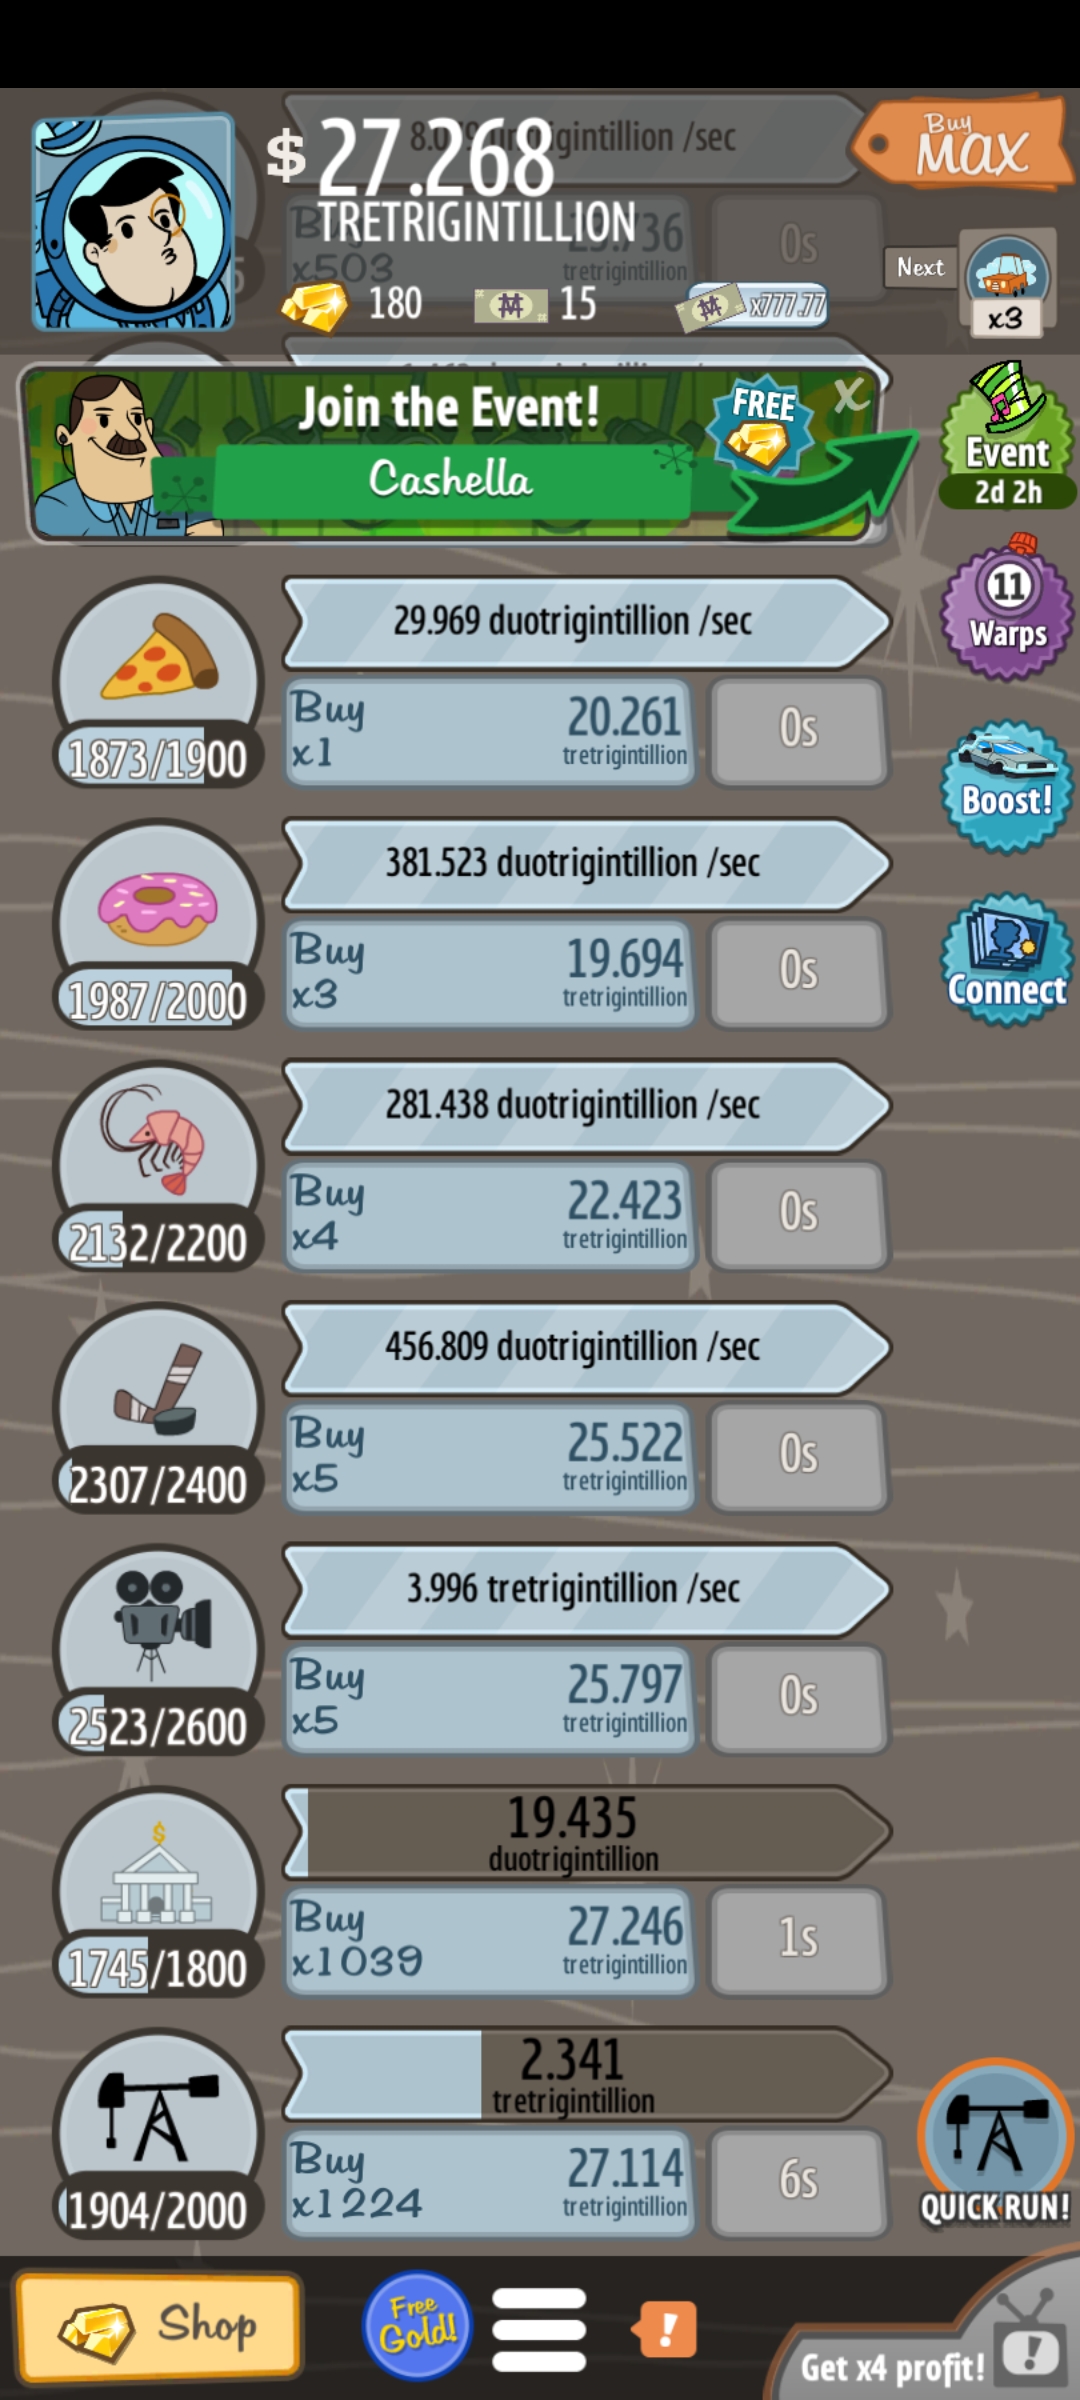 $27.268
TRETRIGINTILLION
Buy
MAX
Buy
x503
tretrigintillion
0s
180
15
x777.77
Next
x3
Join the Event!
FREE
X
Cashella
Event
2d 2h
29.969 duotrigintillion /sec
1873/1900
Buy
x1
20.261
tretrigintillion
0s
11
Warps
381.523 duotrigintillion /sec
1987/2000
Buy
x3
19.694
tretrigintillion
0s
Boost!
Connect
281.438 duotrigintillion /sec
2132/2200
Buy
x4
22.423
tretrigintillion
0s
456.809 duotrigintillion /sec
2307/2400
Buy
x5
25.522
tretrigintillion
0s
3.996 tretrigintillion /sec
2523/2600
Buy
x5
25.797
tretrigintillion
0s
$
19.435
duotrigintillion
1745/1800
Buy
x1039
27.246
tretrigintillion
1s
2.341
tretrigintillion
1904/2000
Buy
x1224
27.114
tretrigintillion
6s
QUICK RUN!
Shop
Free
Gold!
!
Get x4 profit!
!